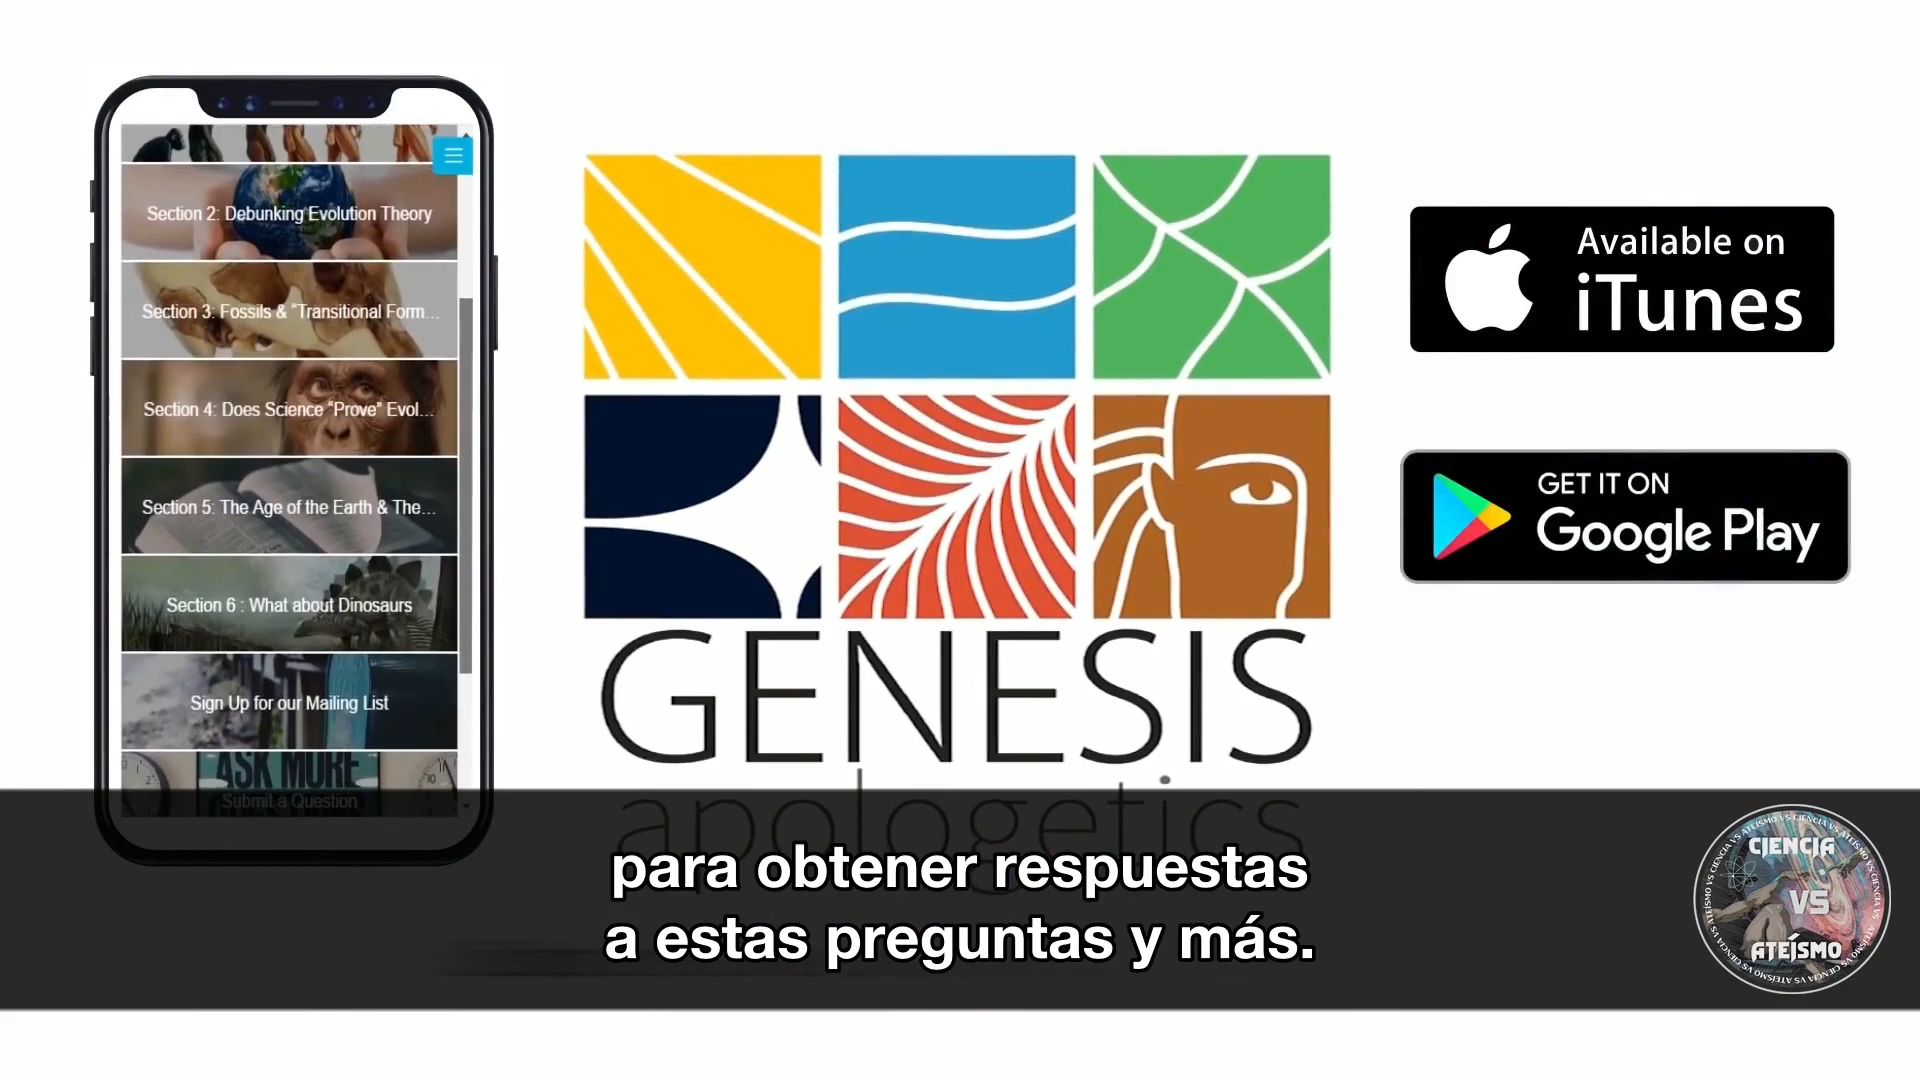 Section 2: Debunking Evolution Theory
Section 3: Fossils & "Transitional Form...
Section 4: Does Science "Prove" Evol...
Section 5: The Age of the Earth & The...
Section 6 : What about Dinosaurs
Sign Up for our Mailing List
ASK MORE
Submit a Question
GENESIS
apologetics
Available on
iTunes
GET IT ON
Google Play
para obtener respuestas
a estas preguntas y más.
CIENCIA
VS
ATEÍSMO